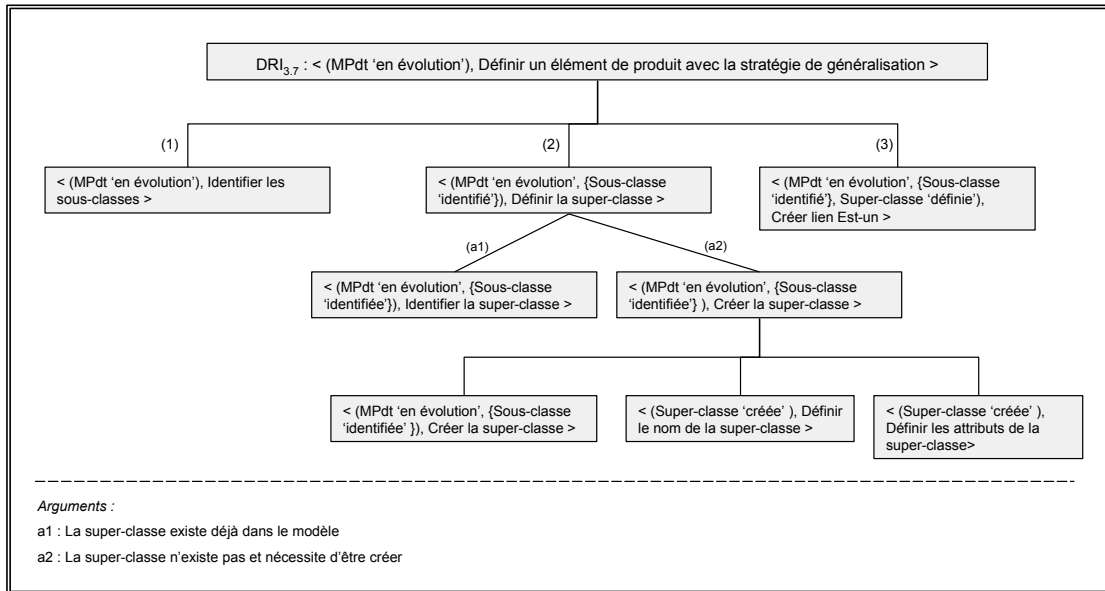 DRI3.7 : < (MPdt ‘en évolution’), Définir un élément de produit avec la stratégie de généralisation >
(1)
(2)
(3)
< (MPdt ‘en évolution’), Identifier les
sous-classes >
< (MPdt ‘en évolution’, {Sous-classe
‘identifié’}), Définir la super-classe >
< (MPdt ‘en évolution’, {Sous-classe
‘identifié’}, Super-classe ‘définie’),
Créer lien Est-un >
(a1)
(a2)
< (MPdt ‘en évolution’, {Sous-classe
‘identifiée’}), Identifier la super-classe >
< (MPdt ‘en évolution’, {Sous-classe
‘identifiée’} ), Créer la super-classe >
< (MPdt ‘en évolution’, {Sous-classe
‘identifiée’ }), Créer la super-classe >
< (Super-classe ‘créée’ ), Définir
le nom de la super-classe >
< (Super-classe ‘créée’ ),
Définir les attributs de la
super-classe>
Arguments :
a1 : La super-classe existe déjà dans le modèle
a2 : La super-classe n’existe pas et nécessite d’être créer